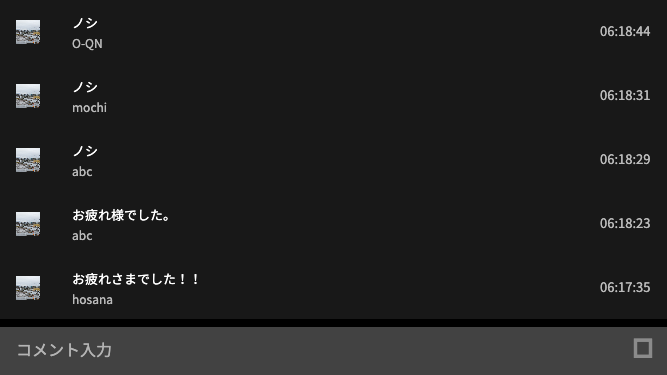 ノシ
O-QN
06:18:44
ノシ
mochi
06:18:31
ノシ
abc
06:18:29
お疲れ様でした。
abc
06:18:23
お疲れさまでした！！
hosana
06:17:35
コメント入力